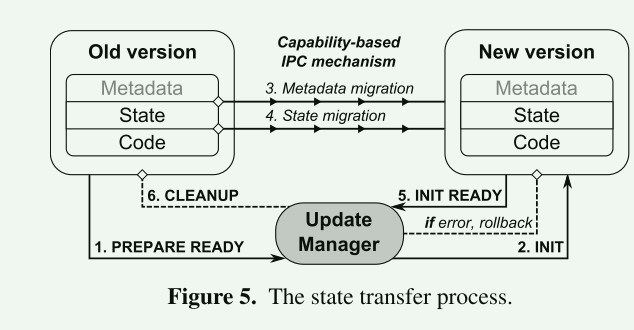 Old version
Capability-based
IPC mechanism
New version
Metadata
State
Code
3. Metadata migration
4. State migration
Metadata
State
Code
6. CLEANUP
5. INIT READY
Update
Manager
if error, rollback
1. PREPARE READY
2. INIT
Figure 5. The state transfer process.